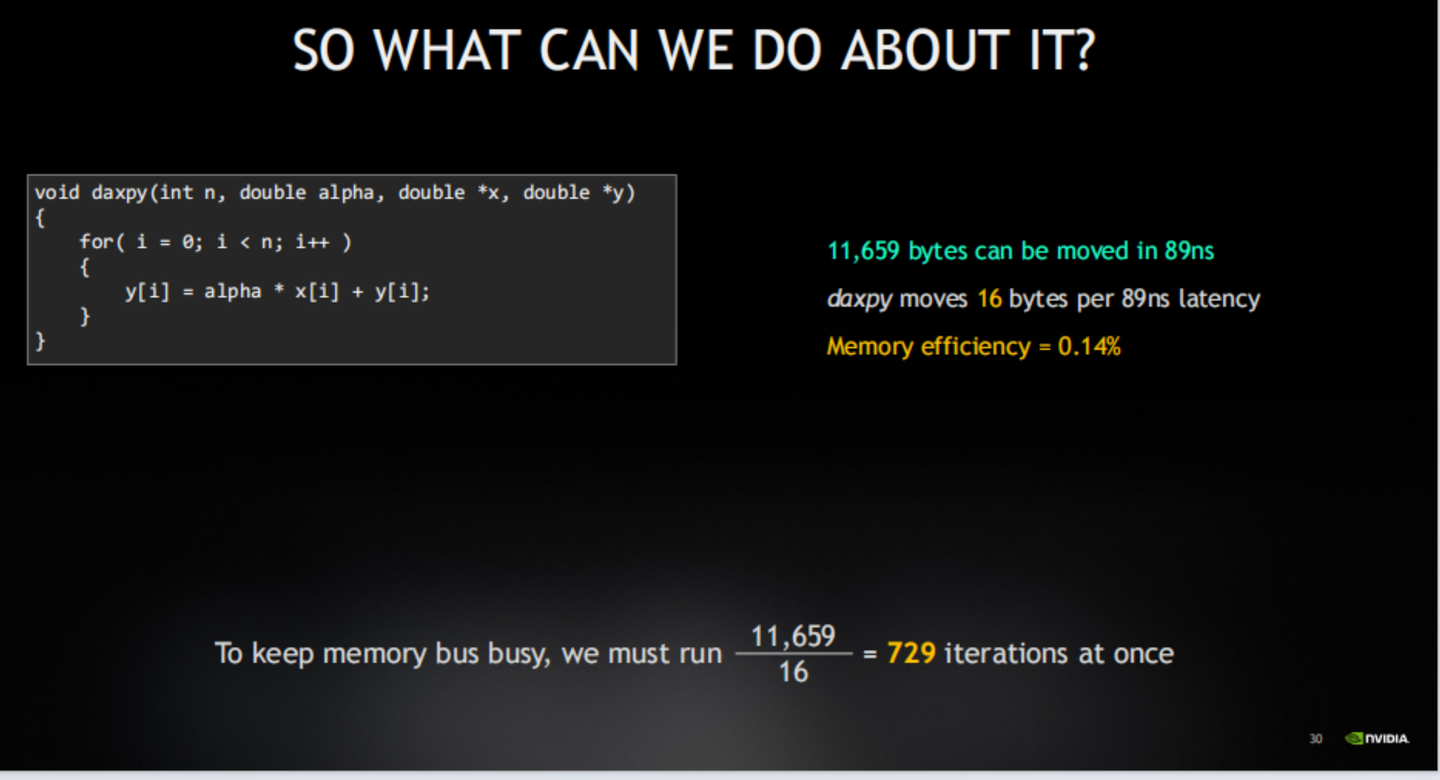 SO WHAT CAN WE DO ABOUT IT?
void daxpy(int n, double alpha, double *x, double *y)
{
    for( i = 0; i < n; i++ )
    {
        y[i] = alpha * x[i] + y[i];
    }
}
11,659 bytes can be moved in 89ns
daxpy moves 16 bytes per 89ns latency
Memory efficiency = 0.14%
To keep memory bus busy, we must run 11,659 / 16 = 729 iterations at once
30 NVIDIA.